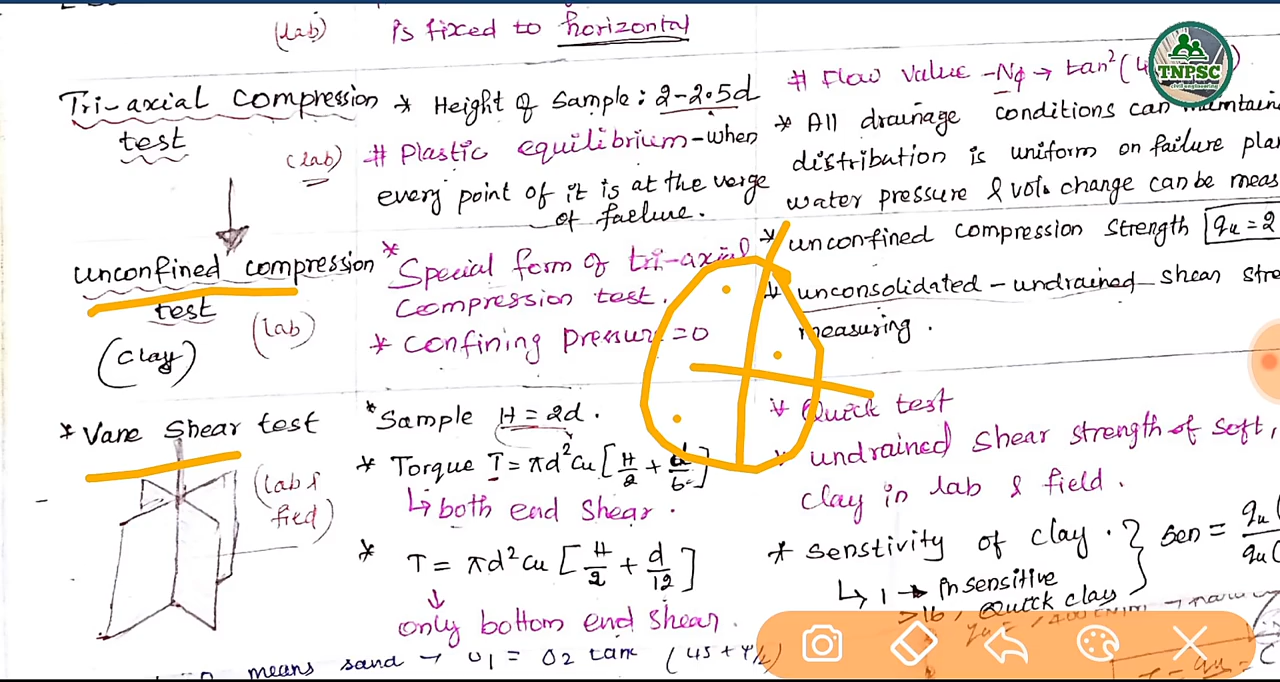 (lab) is fixed to horizontal
Tri-axial compression
test
(lab)
* Height of Sample: 2-2.5d
# Plastic equilibrium - when
every point of it is at the verge
of failure.
# Flow value - Nφ → tan²(4
TNPSC
* All drainage conditions can maintain
distribution is uniform on failure pla
water pressure & vol. change can be meas
unconfined compression
test
(lab)
(clay)
* Special form of tri-axial
Compression test.
* Confining Pressure = 0
* unconfined compression strength qu = 2
* unconsolidated - undrained - shear stre
measuring.
* Vane Shear test
(lab &
fied)
* Sample H = 2d.
* Torque T = πd²Cu [H/2 + d/6]
↳ both end shear.
* T = πd²Cu [H/2 + d/12]
↓
only bottom end shear.
* Quick test
* undrained shear strength of soft,
clay in lab & field.
* Senstivity of clay. } Sen = qu(
qu(
↳ 1 → Insensitive
>16, Quick clay
means sand → σ1 = σ2 tan (45 + φ/2)